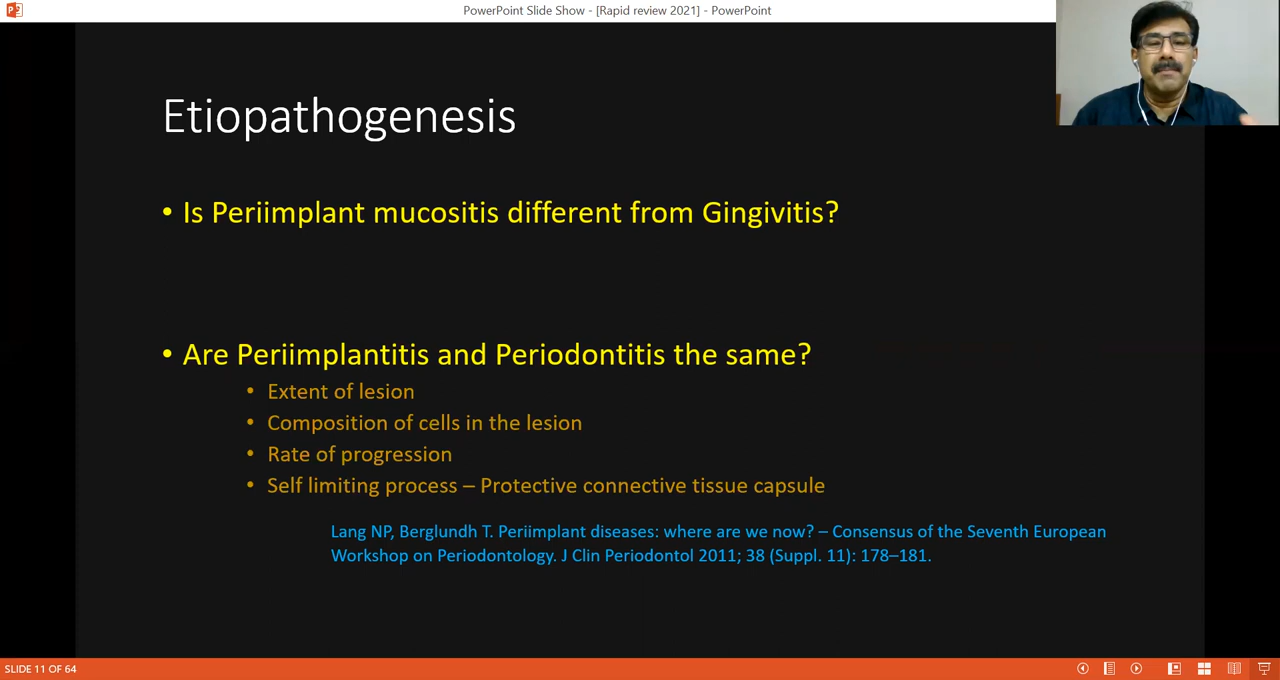 PowerPoint Slide Show - [Rapid review 2021] - PowerPoint
Etiopathogenesis
• Is Periimplant mucositis different from Gingivitis?
• Are Periimplantitis and Periodontitis the same?
• Extent of lesion
• Composition of cells in the lesion
• Rate of progression
• Self limiting process – Protective connective tissue capsule
Lang NP, Berglundh T. Periimplant diseases: where are we now? – Consensus of the Seventh European
Workshop on Periodontology. J Clin Periodontol 2011; 38 (Suppl. 11): 178–181.
SLIDE 11 OF 64